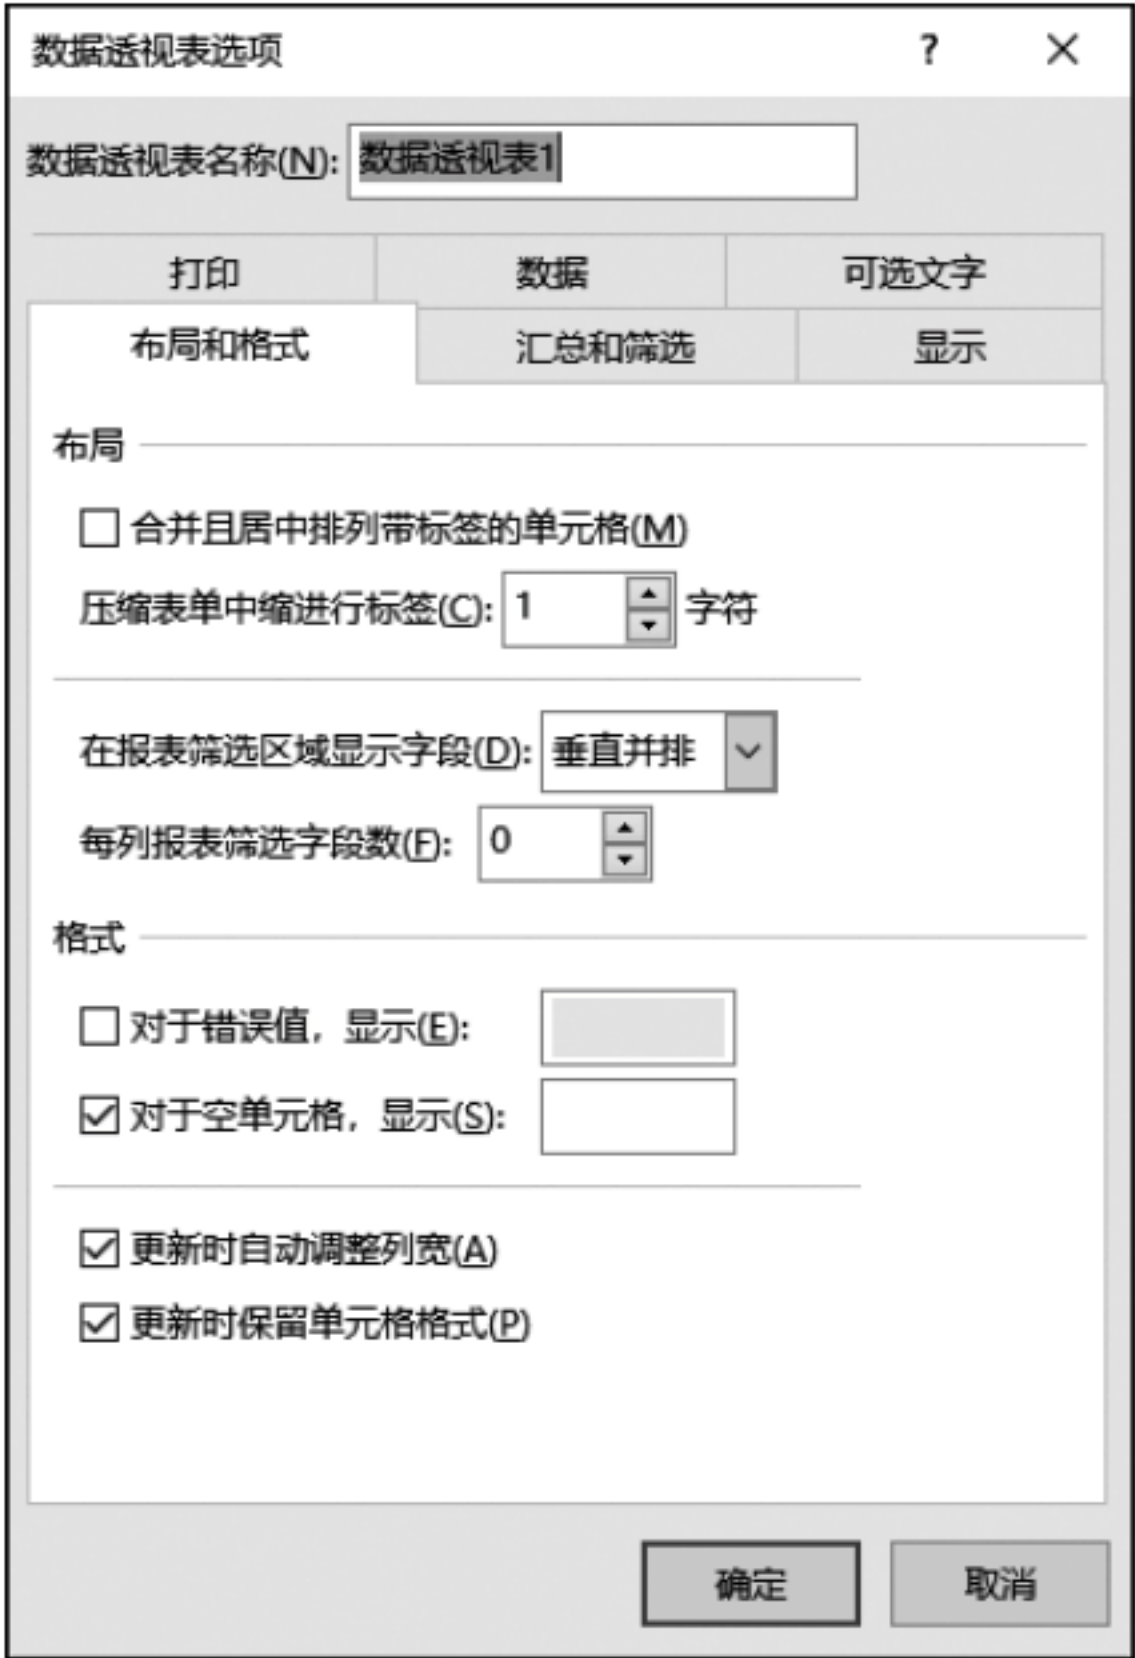 数据透视表选项 ? ×
数据透视表名称(N): 数据透视表1
打印 数据 可选文字
布局和格式 汇总和筛选 显示
布局
合并且居中排列带标签的单元格(M)
压缩表单中缩进行标签(C): 1 字符
在报表筛选区域显示字段(D): 垂直并排
每列报表筛选字段数(F): 0
格式
对于错误值，显示(E):
对于空单元格，显示(S):
更新时自动调整列宽(A)
更新时保留单元格格式(P)
确定 取消